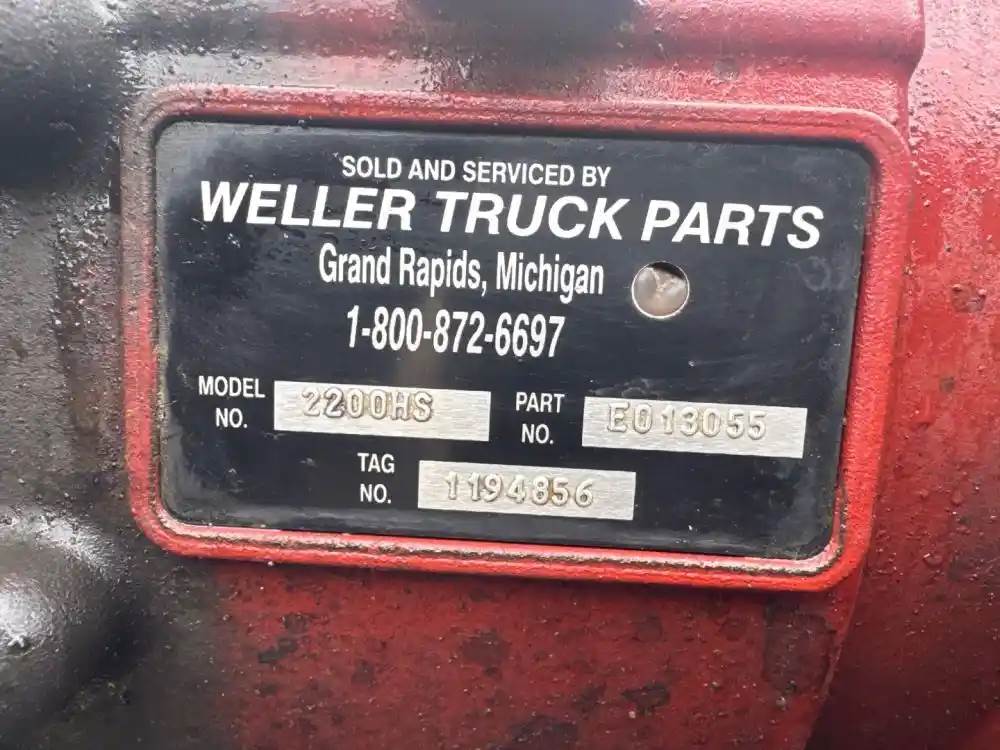 SOLD AND SERVICED BY
WELLER TRUCK PARTS
Grand Rapids, Michigan
1-800-872-6697
MODEL NO. 2200HS PART NO. E013055
TAG NO. 1194856